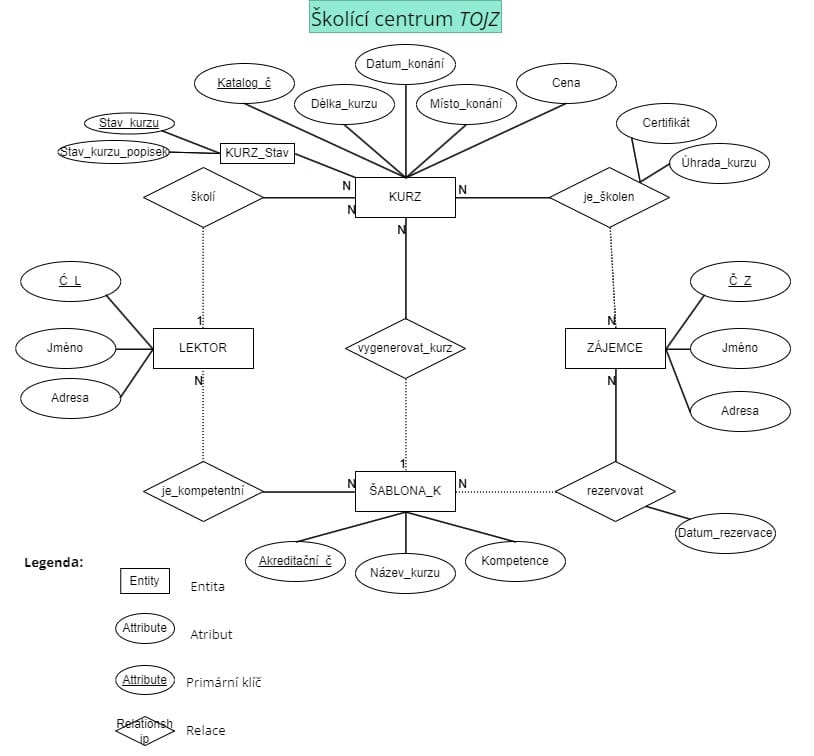 Školící centrum TOJZ
Datum_konání
Katalog_č
Cena
Délka_kurzu
Místo_konání
Stav_kurzu
Certifikát
Stav_kurzu_popisek
KURZ_Stav
Úhrada_kurzu
N
N
školí
KURZ
je_školen
N
N
Ć_L
Č_Z
1
N
Jméno
LEKTOR
vygenerovat_kurz
ZÁJEMCE
Jméno
N
N
Adresa
Adresa
1
N
N
je_kompetentní
ŠABLONA_K
rezervovat
Datum_rezervace
Akreditační_č
Název_kurzu
Kompetence
Legenda:
Entity
Entita
Attribute
Atribut
Attribute
Primární klíč
Relationsh
ip
Relace